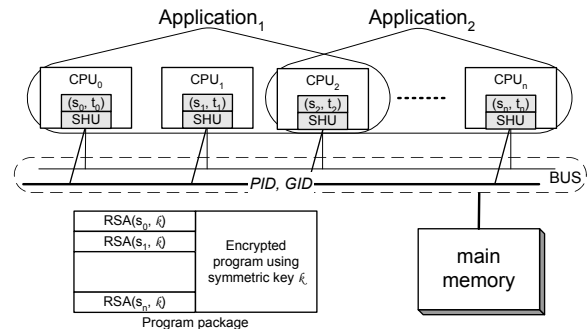 Application₁ Application₂
CPU₀ CPU₁ CPU₂ CPUₙ
(s₀, t₀) (s₁, t₁) (s₂, t₂) (sₙ, tₙ)
SHU SHU SHU SHU
BUS
PID, GID
RSA(s₀, k)
RSA(s₁, k)
RSA(sₙ, k)
Encrypted
program using
symmetric key k
Program package
main
memory